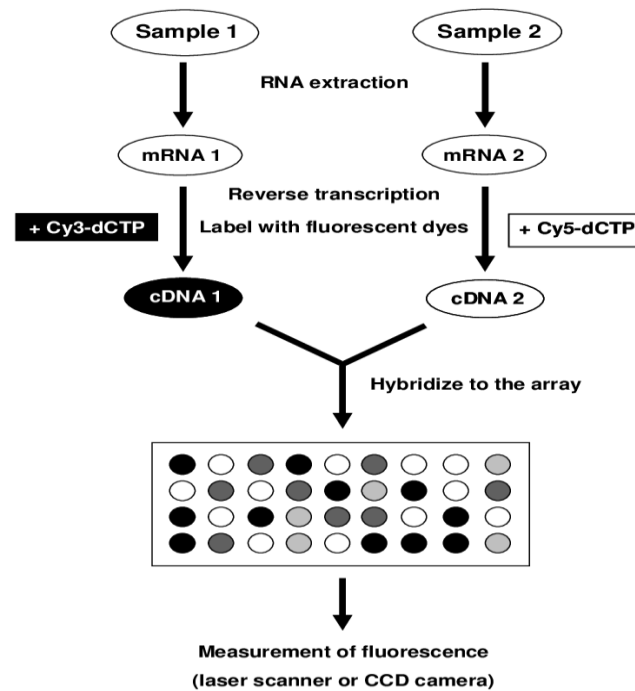 Sample 1
Sample 2
RNA extraction
mRNA 1
mRNA 2
Reverse transcription
+ Cy3-dCTP
Label with fluorescent dyes
+ Cy5-dCTP
cDNA 1
cDNA 2
Hybridize to the array
Measurement of fluorescence
(laser scanner or CCD camera)